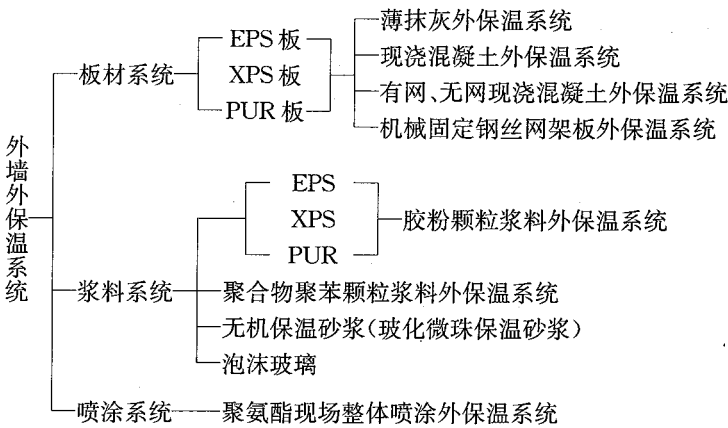 外墙外保温系统
板材系统
EPS板
XPS板
PUR板
薄抹灰外保温系统
现浇混凝土外保温系统
有网、无网现浇混凝土外保温系统
机械固定钢丝网架板外保温系统
浆料系统
EPS
XPS
PUR
胶粉颗粒浆料外保温系统
聚合物聚苯颗粒浆料外保温系统
无机保温砂浆(玻化微珠保温砂浆)
泡沫玻璃
喷涂系统
聚氨酯现场整体喷涂外保温系统